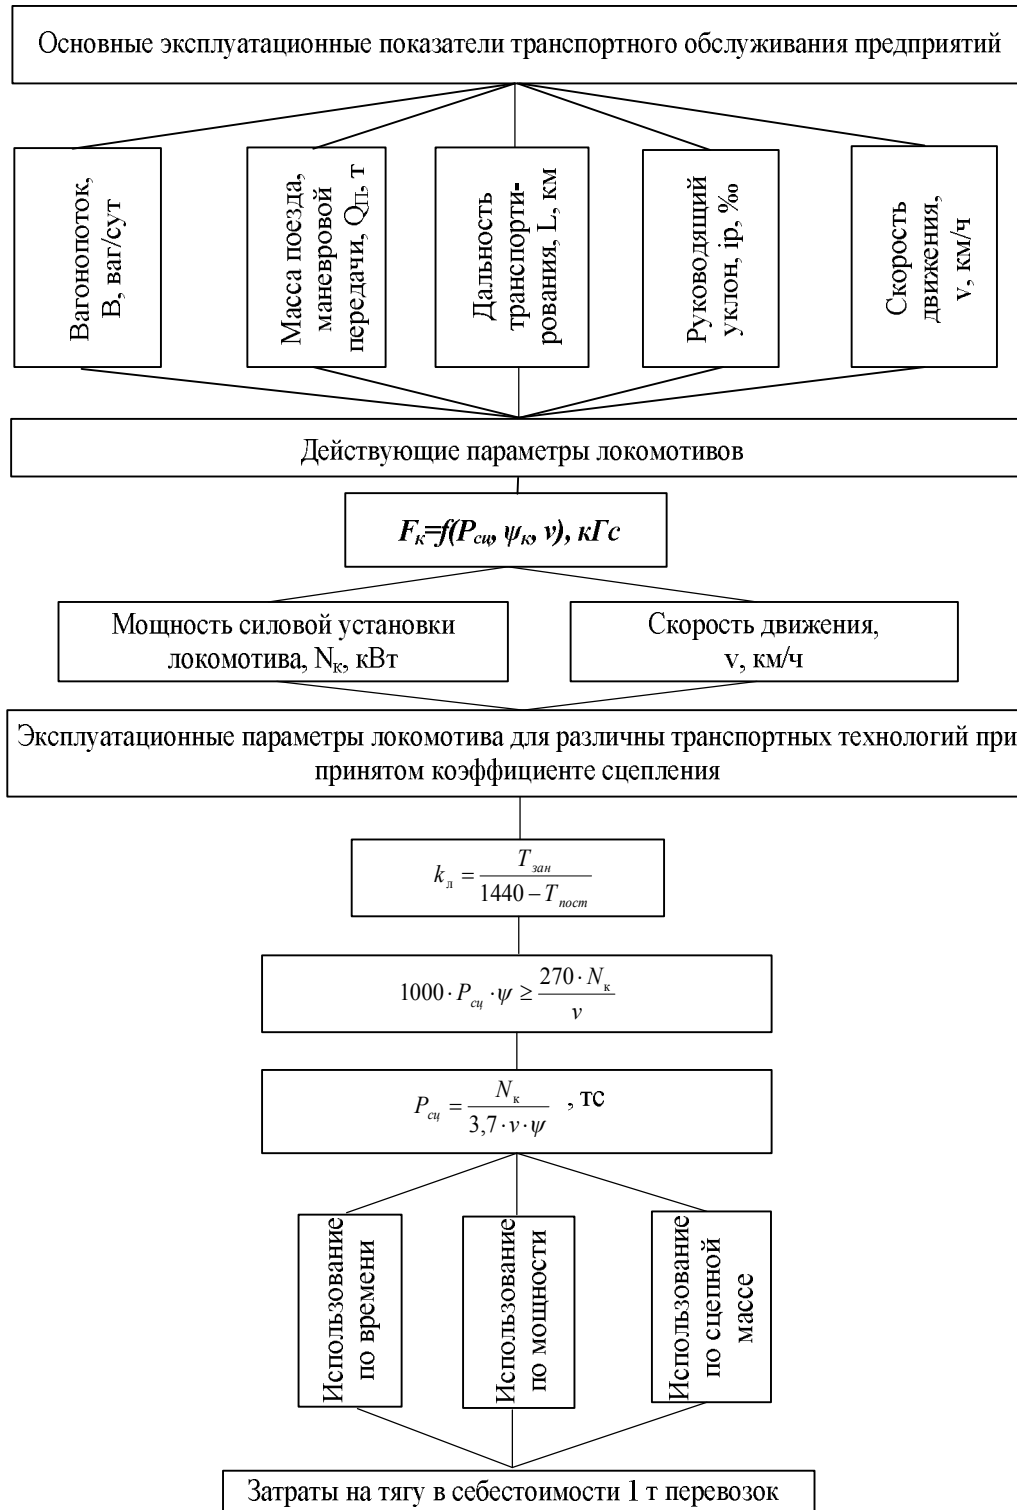 Основные эксплуатационные показатели транспортного обслуживания предприятий
Вагонопоток,
В, ваг/сут
Масса поезда,
маневровой
передачи, Q_П, т
Дальность
транспорти-
рования, L, км
Руководящий
уклон, iр, ‰
Скорость
движения,
v, км/ч
Действующие параметры локомотивов
F_к=f(P_сц, ψ_к, v), кГс
Мощность силовой установки
локомотива, N_К, кВт
Скорость движения,
v, км/ч
Эксплуатационные параметры локомотива для различны транспортных технологий при
принятом коэффициенте сцепления
k_л = T_зан / (1440 − T_пост)
1000 · P_сц · ψ ≥ 270 · N_к / v
P_сц = N_к / (3,7 · v · ψ) , тс
Использование
по времени
Использование
по мощности
Использование
по сцепной
массе
Затраты на тягу в себестоимости 1 т перевозок